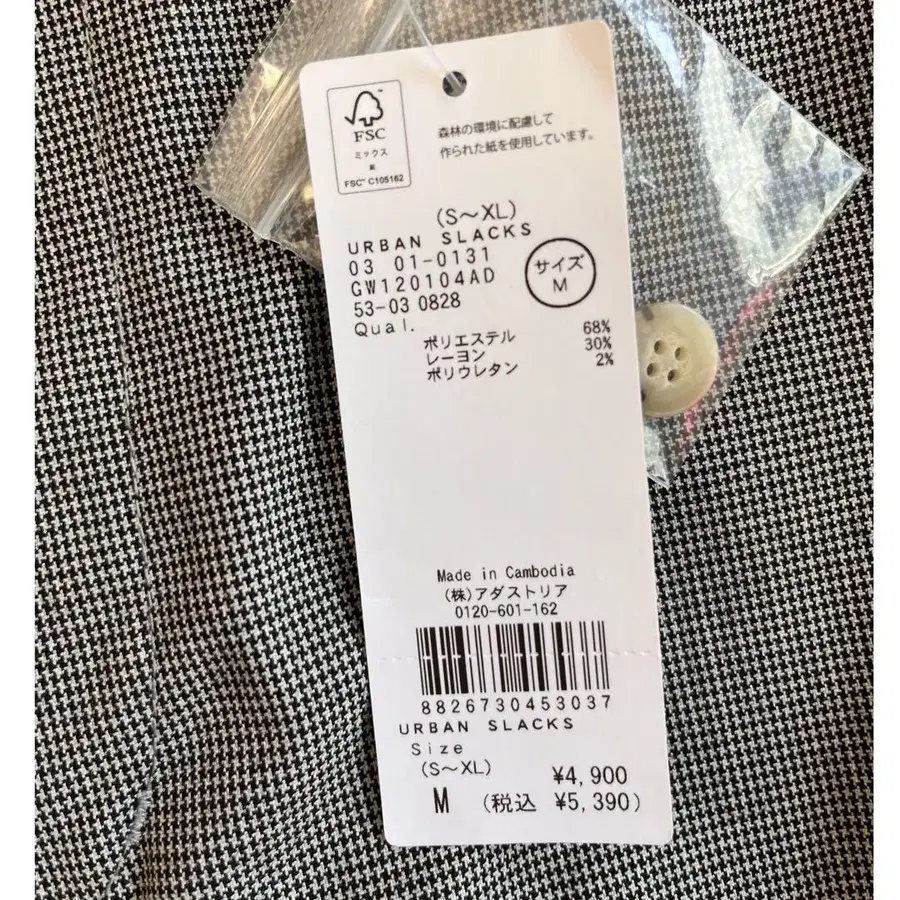 FSC™
ミックス
紙
FSC™ C105162
森林の環境に配慮して
作られた紙を使用しています。
(S～XL)
URBAN SLACKS
03 01-0131
GW120104AD
53-03 0828
Qual.
サイズ
M
ポリエステル 68%
レーヨン 30%
ポリウレタン 2%
Made in Cambodia
(株)アダストリア
0120-601-162
8826730453037
URBAN SLACKS
Size
(S～XL)
¥4,900
M (税込 ¥5,390)